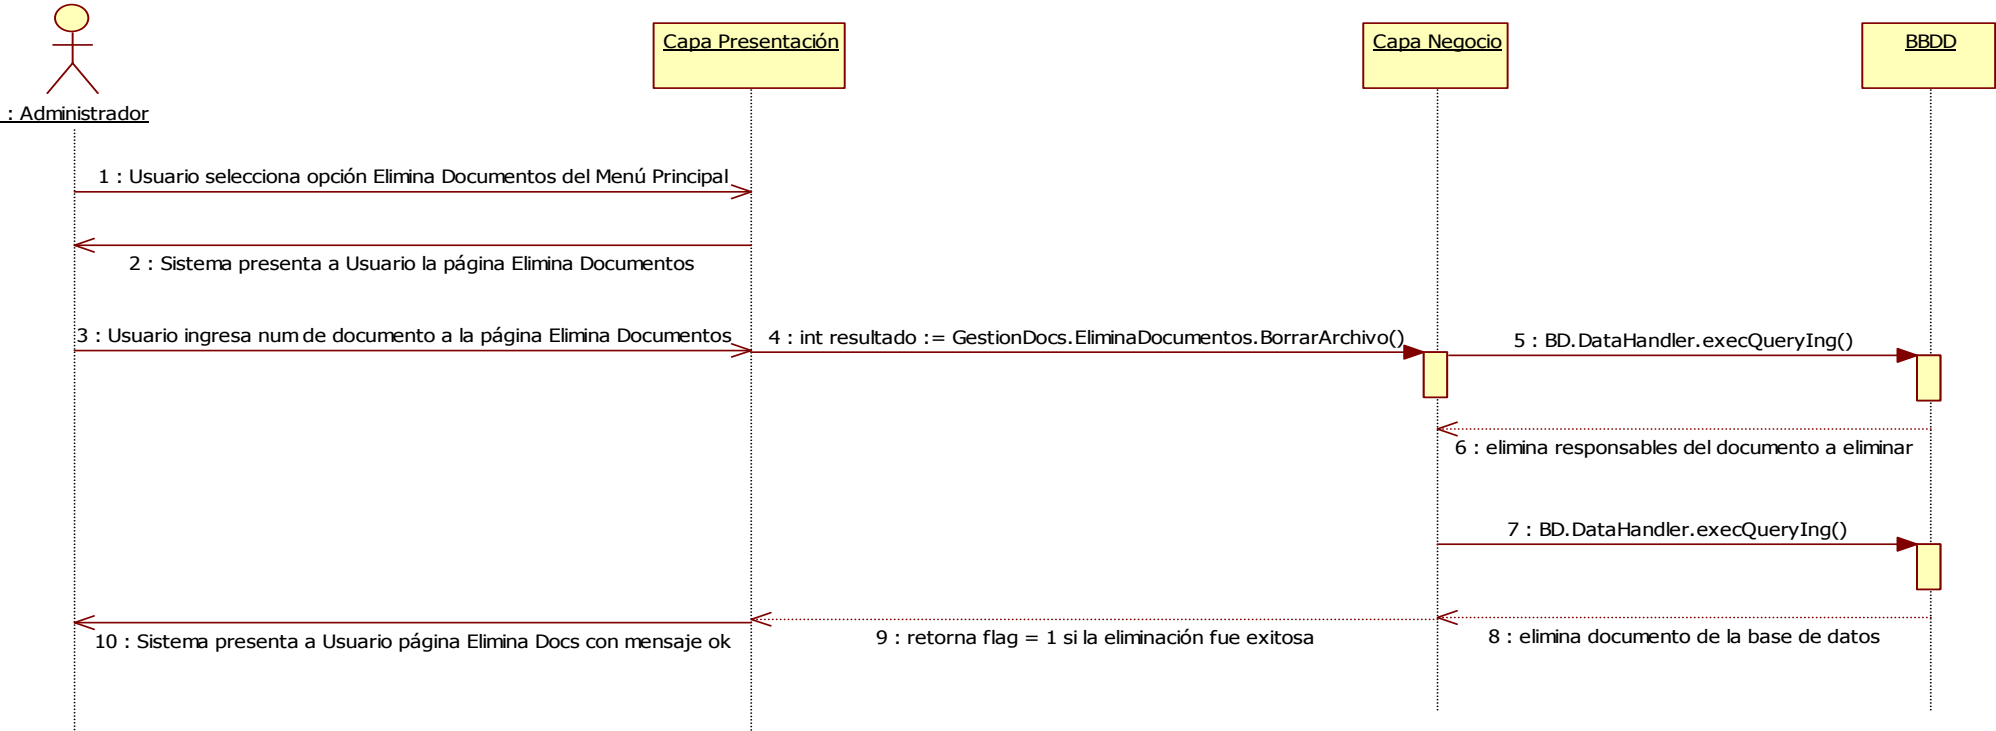 Capa Presentación
Capa Negocio
BBDD
: Administrador
1 : Usuario selecciona opción Elimina Documentos del Menú Principal
2 : Sistema presenta a Usuario la página Elimina Documentos
3 : Usuario ingresa num de documento a la página Elimina Documentos
4 : int resultado := GestionDocs.EliminaDocumentos.BorrarArchivo()
5 : BD.DataHandler.execQueryIng()
6 : elimina responsables del documento a eliminar
7 : BD.DataHandler.execQueryIng()
8 : elimina documento de la base de datos
9 : retorna flag = 1 si la eliminación fue exitosa
10 : Sistema presenta a Usuario página Elimina Docs con mensaje ok